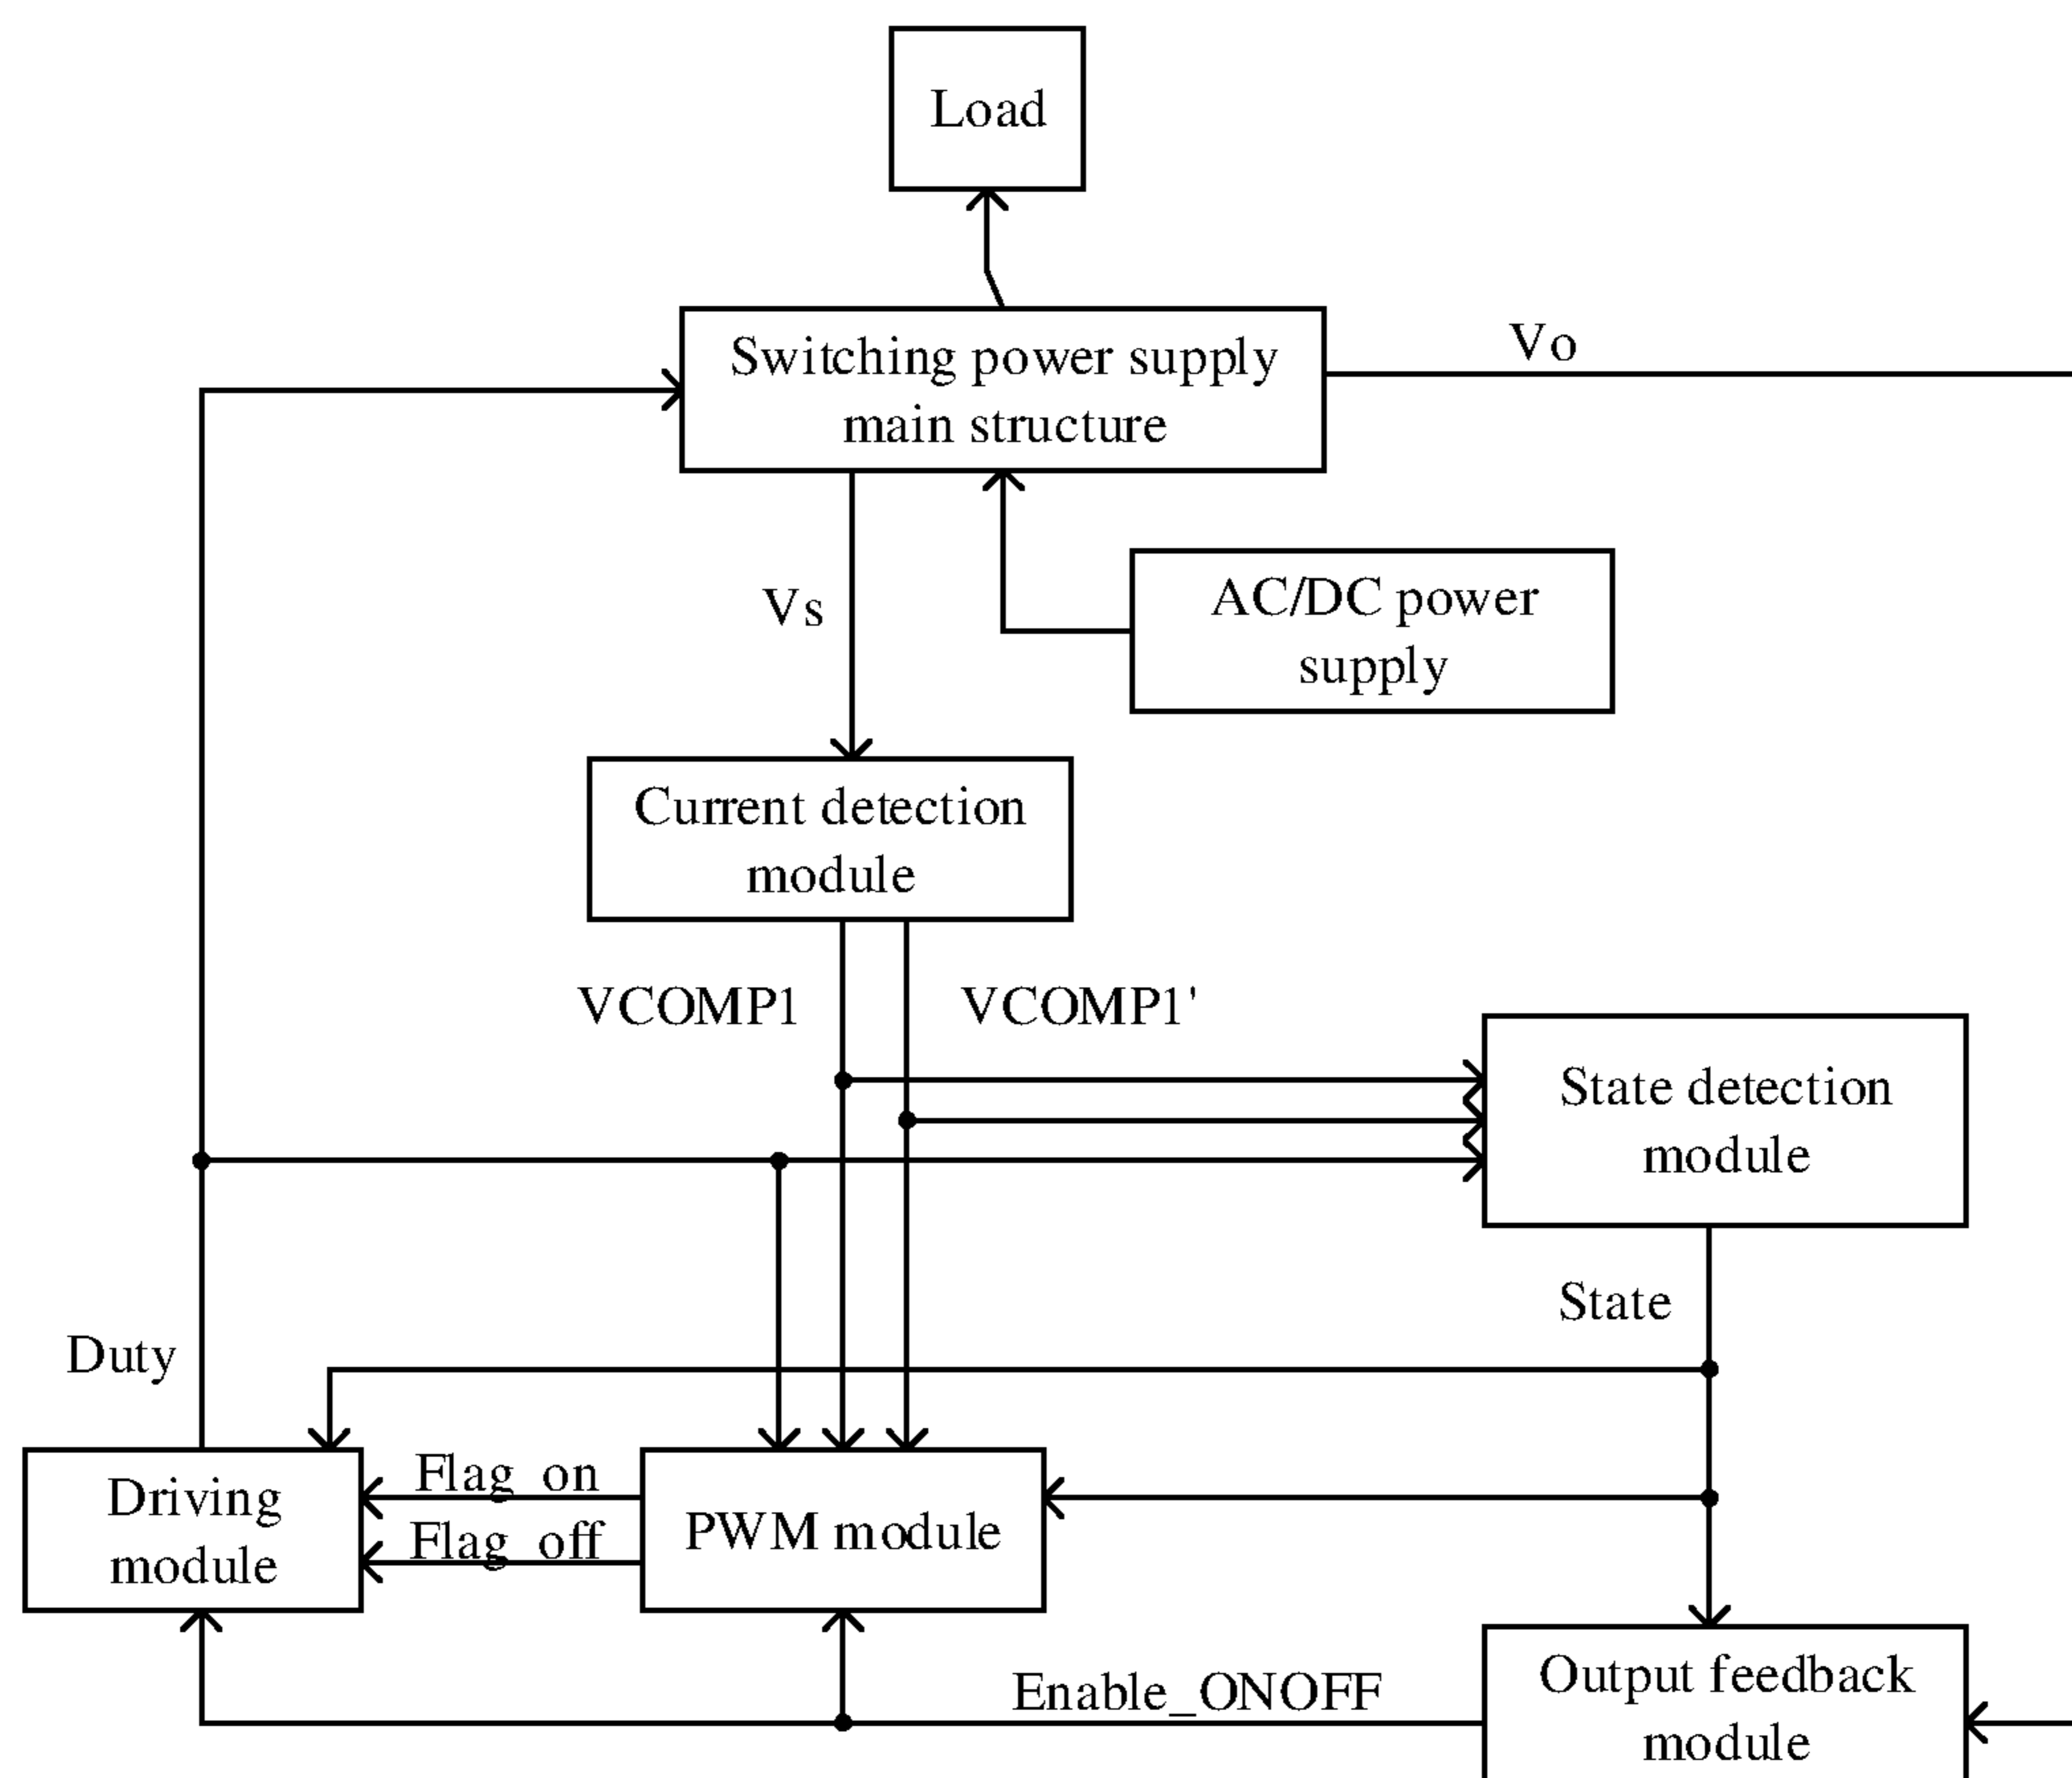 Load
Switching power supply
main structure
Vo
Vs
AC/DC power
supply
Current detection
module
VCOMP1
VCOMP1'
State detection
module
State
Duty
Driving
module
Flag_on
Flag_off
PWM module
Enable_ONOFF
Output feedback
module